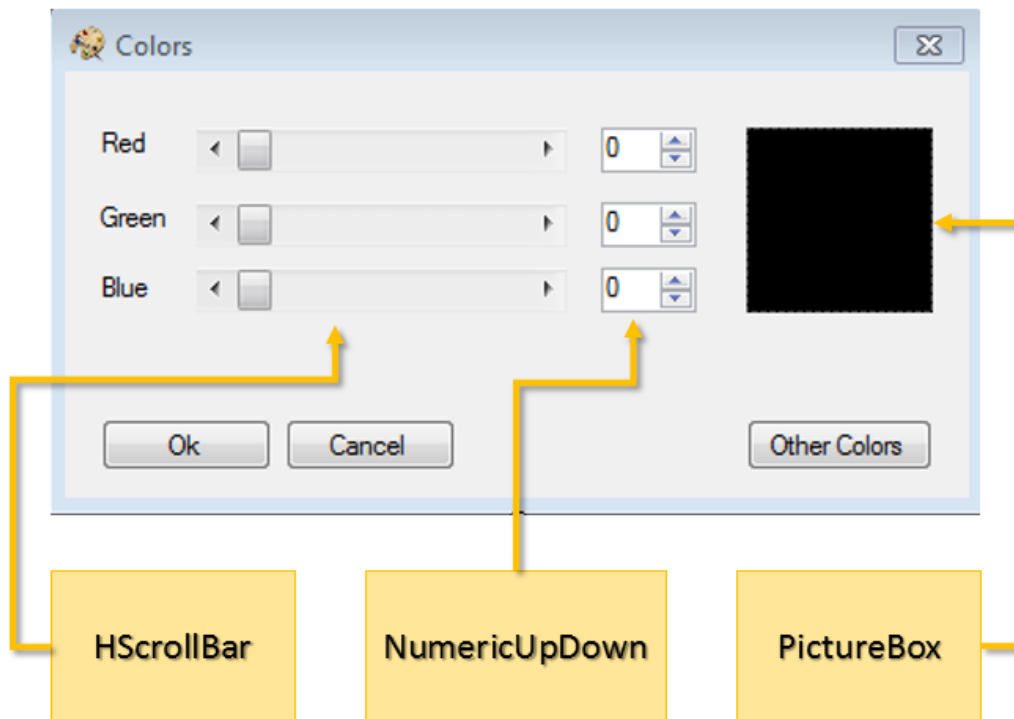 Colors
Red 0
Green 0
Blue 0
Ok Cancel Other Colors
HScrollBar NumericUpDown PictureBox